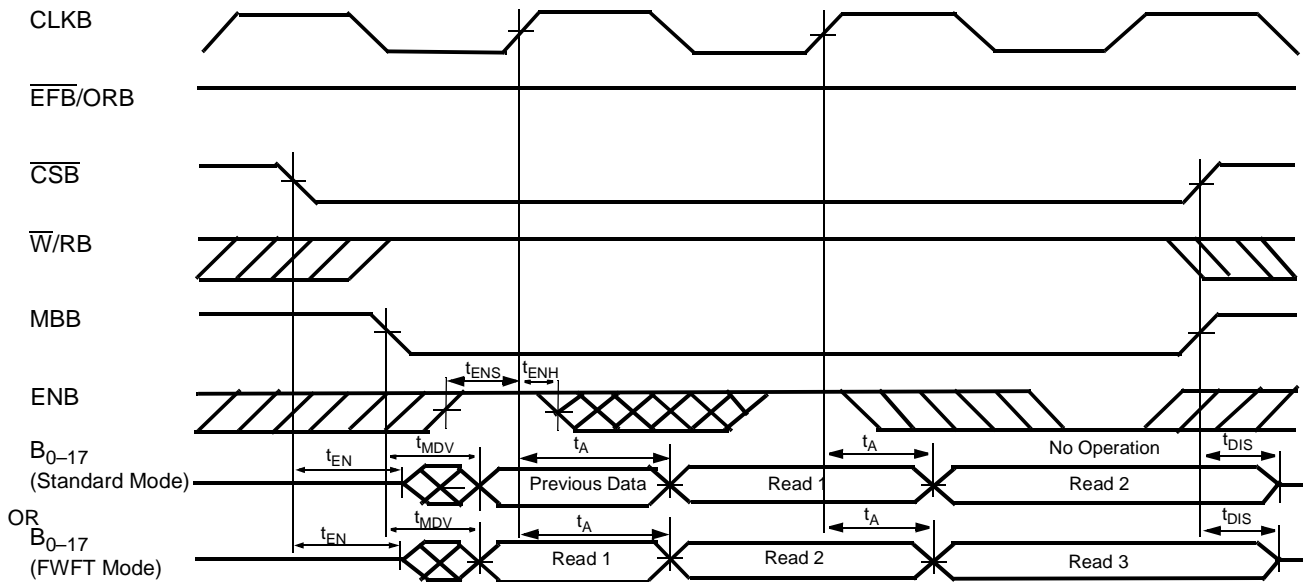 CLKB
E̅F̅B̅/ORB
C̅S̅B̅
W̅/RB
MBB
tENS tENH
ENB
tMDV tA tA No Operation tDIS
B0–17
(Standard Mode) tEN Previous Data Read 1 Read 2
OR
tMDV tA tA tDIS
B0–17
(FWFT Mode) tEN Read 1 Read 2 Read 3